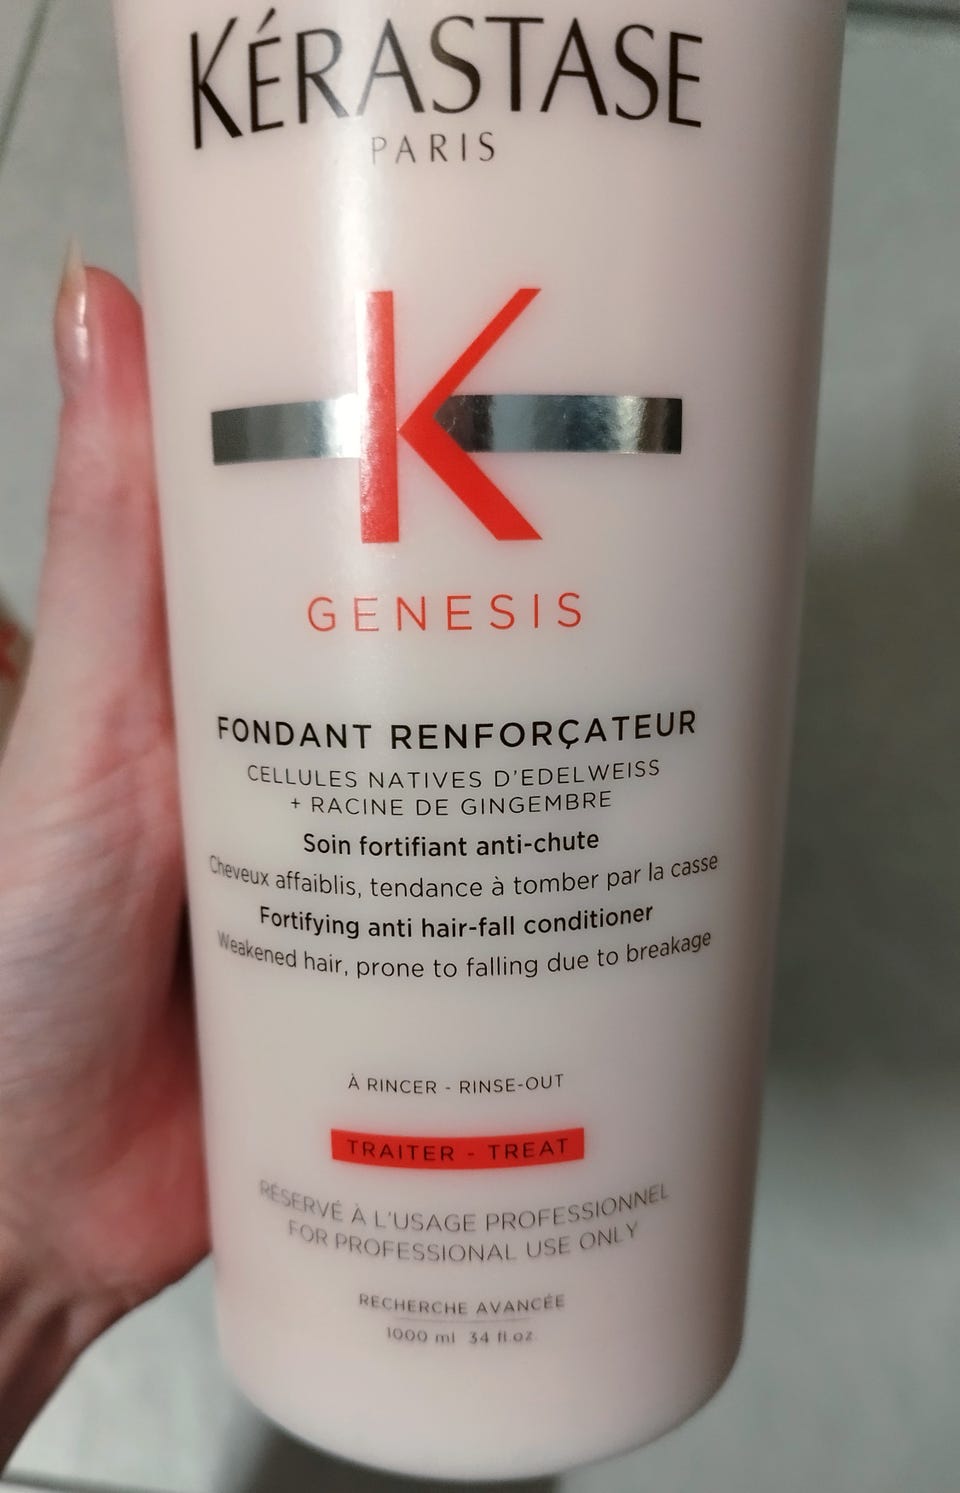 KÉRASTASE
PARIS
K
GENESIS
FONDANT RENFORÇATEUR
CELLULES NATIVES D'EDELWEISS
+ RACINE DE GINGEMBRE
Soin fortifiant anti-chute
Cheveux affaiblis, tendance à tomber par la casse
Fortifying anti hair-fall conditioner
Weakened hair, prone to falling due to breakage
À RINCER - RINSE-OUT
TRAITER - TREAT
RÉSERVÉ À L'USAGE PROFESSIONNEL
FOR PROFESSIONAL USE ONLY
RECHERCHE AVANCÉE
1000 ml 34 fl.oz.